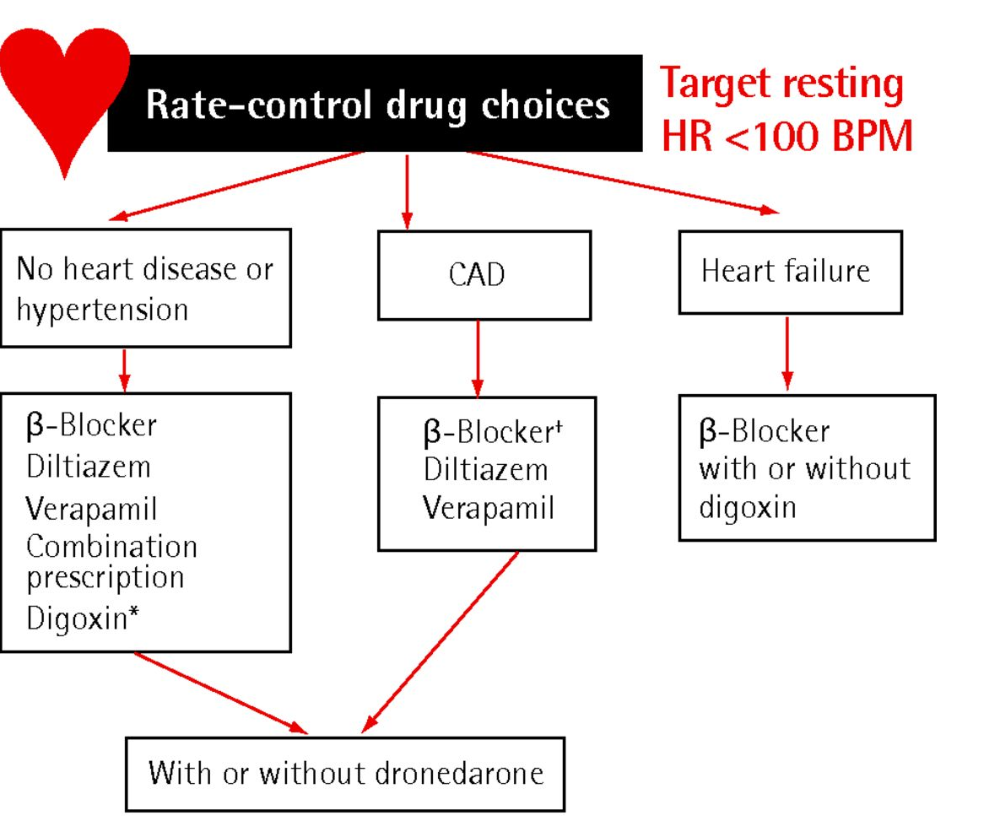 Rate-control drug choices
Target resting
HR <100 BPM
No heart disease or
hypertension
CAD
Heart failure
β-Blocker
Diltiazem
Verapamil
Combination
prescription
Digoxin*
β-Blocker†
Diltiazem
Verapamil
β-Blocker
with or without
digoxin
With or without dronedarone